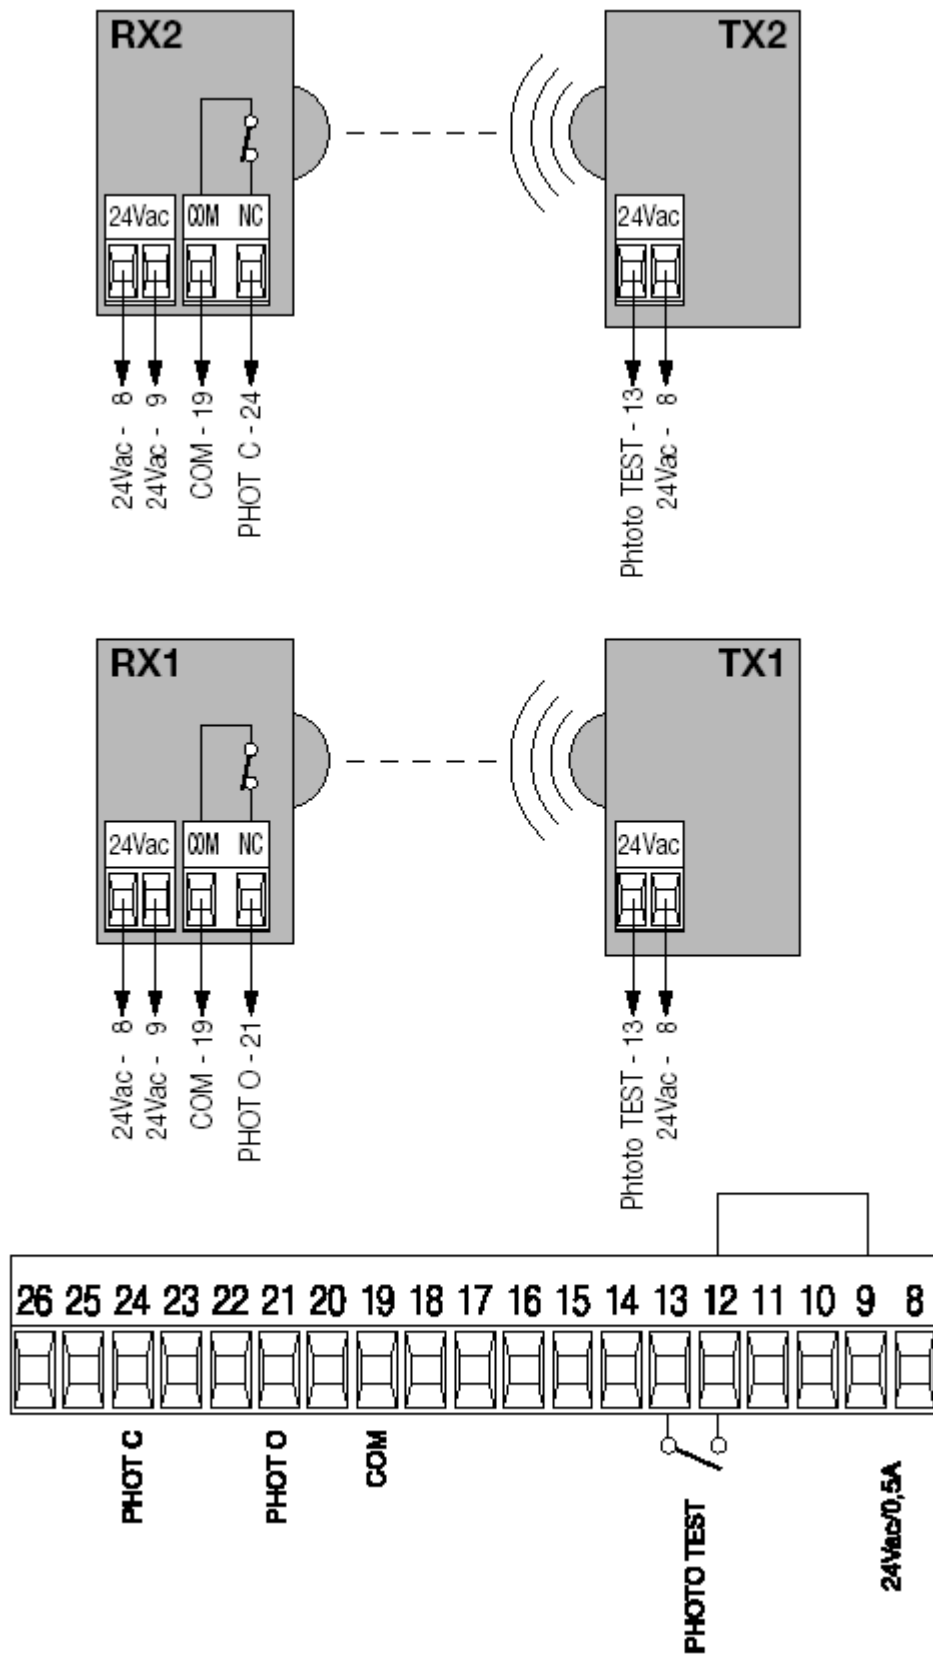 RX2
TX2
24Vac COM NC
24Vac
24Vac - 8
24Vac - 9
COM - 19
PHOT C - 24
Phtoto TEST - 13
24Vac - 8
RX1
TX1
24Vac COM NC
24Vac
24Vac - 8
24Vac - 9
COM - 19
PHOT O - 21
Phtoto TEST - 13
24Vac - 8
26 25 24 23 22 21 20 19 18 17 16 15 14 13 12 11 10 9 8
PHOT C
PHOT O
COM
PHOTO TEST
24Vac/0,5A